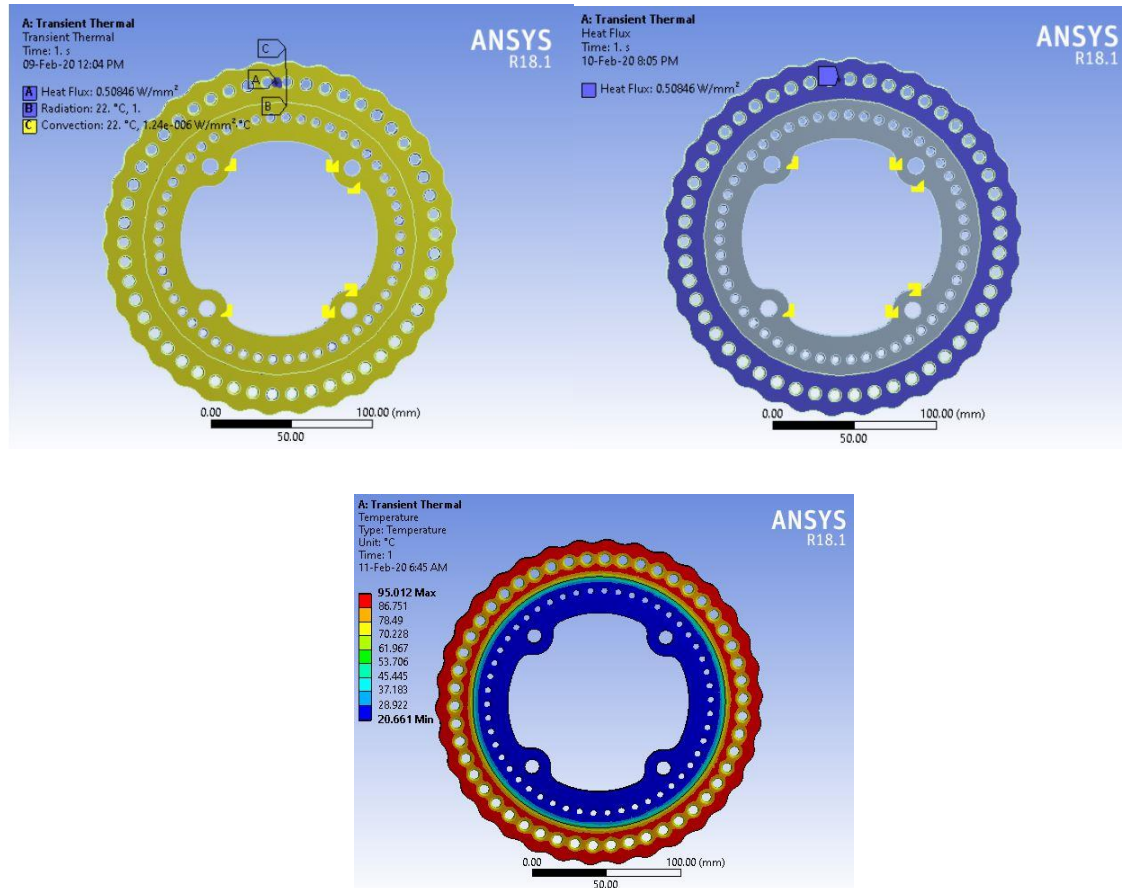 A: Transient Thermal
Transient Thermal
Time: 1. s
09-Feb-20 12:04 PM
ANSYS
R18.1
A Heat Flux: 0.50846 W/mm²
B Radiation: 22. °C, 1.
C Convection: 22. °C, 1.24e-006 W/mm²·°C
C
A
B
0.00 100.00 (mm)
50.00
A: Transient Thermal
Heat Flux
Time: 1. s
10-Feb-20 8:05 PM
ANSYS
R18.1
Heat Flux: 0.50846 W/mm²
0.00 100.00 (mm)
50.00
A: Transient Thermal
Temperature
Type: Temperature
Unit: °C
Time: 1
11-Feb-20 6:45 AM
ANSYS
R18.1
95.012 Max
86.751
78.49
70.228
61.967
53.706
45.445
37.183
28.922
20.661 Min
0.00 100.00 (mm)
50.00